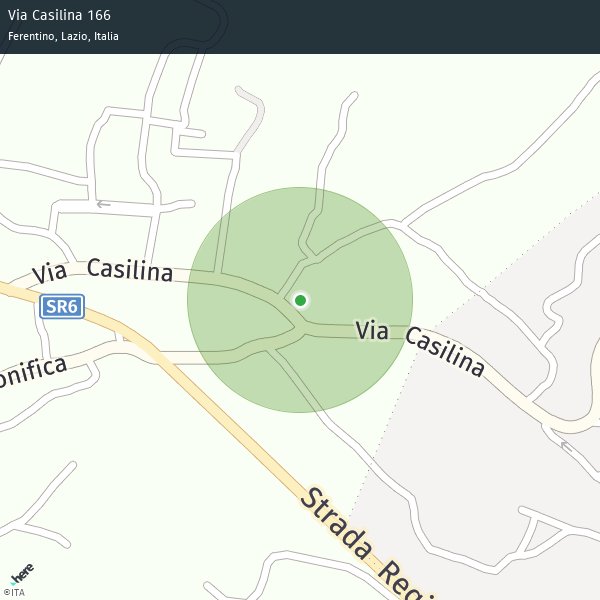 Via Casilina 166
Ferentino, Lazio, Italia
Via Casilina
SR6
Via Casilina
onifica
Strada Regi
here
©ITA